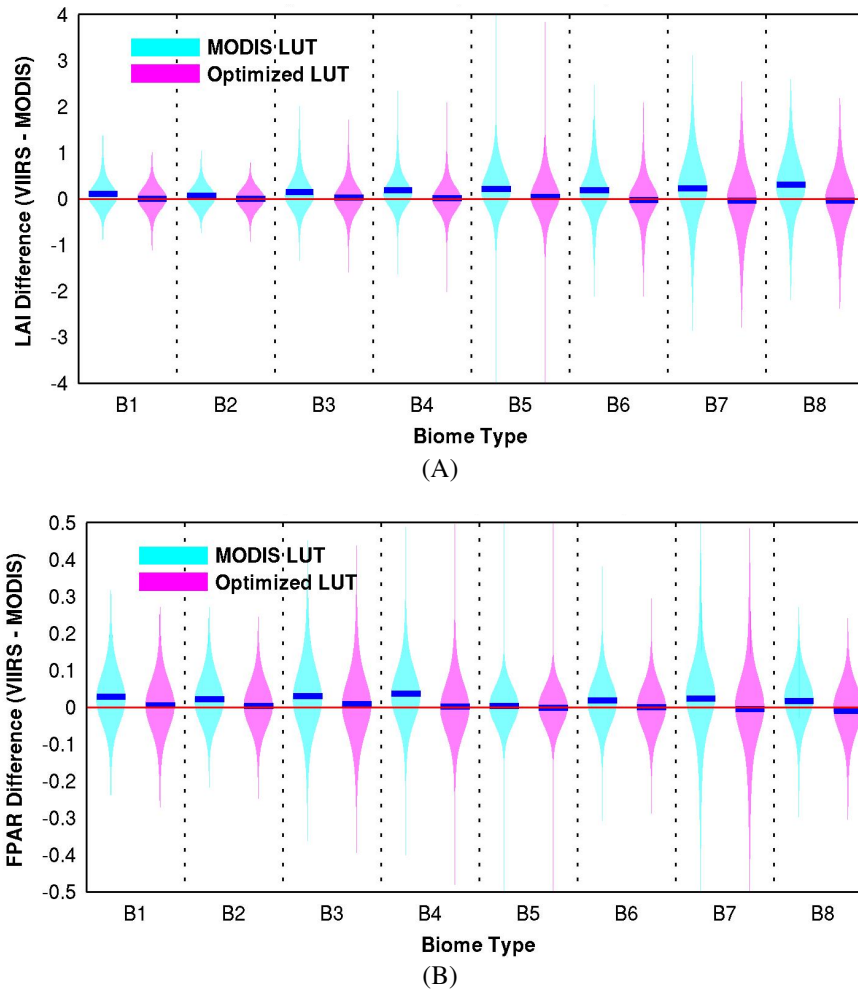 4
3
2
1
0
-1
-2
-3
-4
LAI Difference (VIIRS - MODIS)
MODIS LUT
Optimized LUT
B1 B2 B3 B4 B5 B6 B7 B8
Biome Type
(A)
0.5
0.4
0.3
0.2
0.1
0
-0.1
-0.2
-0.3
-0.4
-0.5
FPAR Difference (VIIRS - MODIS)
MODIS LUT
Optimized LUT
B1 B2 B3 B4 B5 B6 B7 B8
Biome Type
(B)